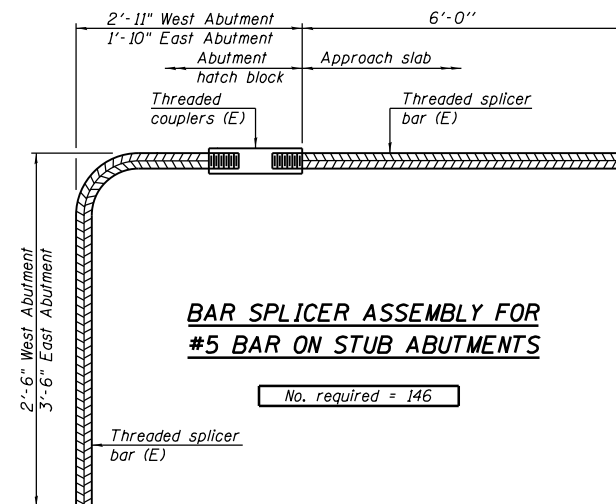 2'-11" West Abutment
1'-10" East Abutment
6'-0''
Abutment
hatch block
Approach slab
Threaded
couplers (E)
Threaded splicer
bar (E)
2'-6" West Abutment
3'-6" East Abutment
BAR SPLICER ASSEMBLY FOR
#5 BAR ON STUB ABUTMENTS
No. required = 146
Threaded splicer
bar (E)